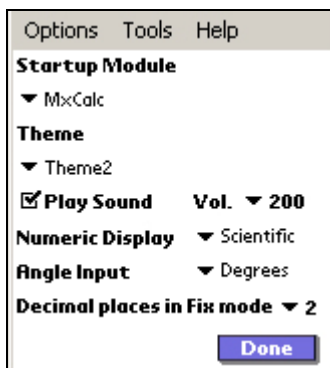 Options Tools Help
Startup Module
MxCalc
Theme
Theme2
Play Sound Vol. 200
Numeric Display Scientific
Angle Input Degrees
Decimal places in Fix mode 2
Done